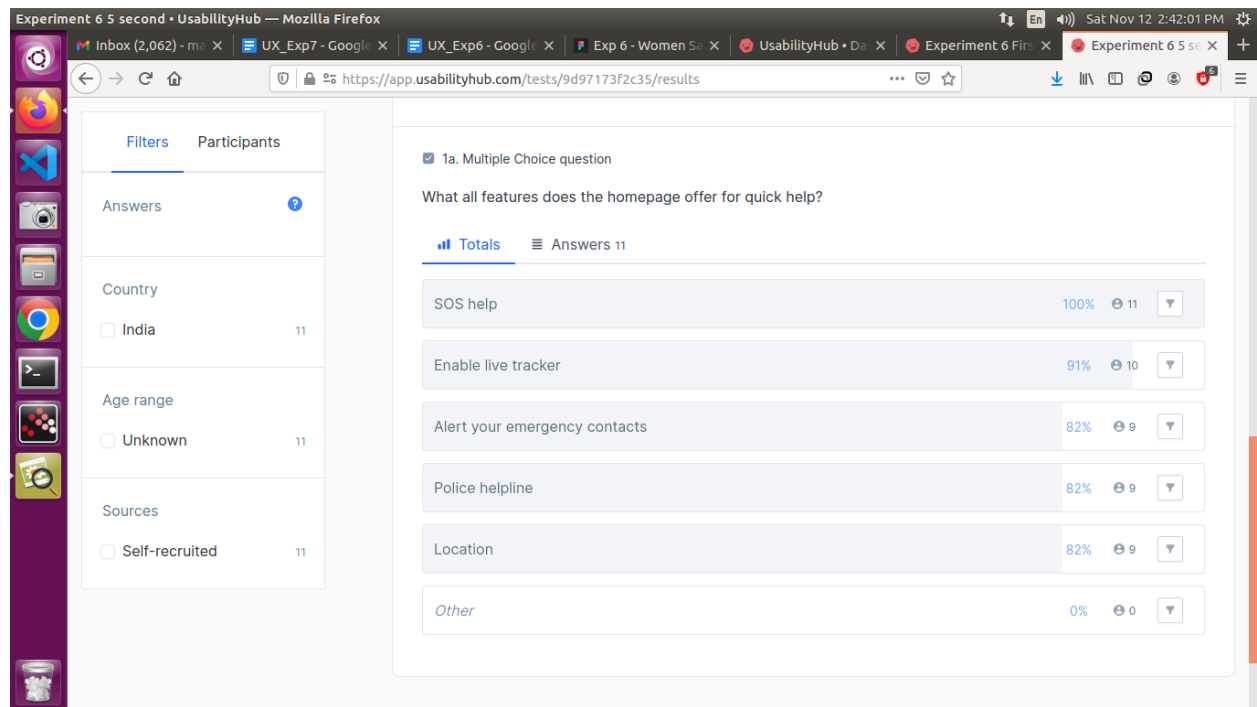 Experiment 6 5 second • UsabilityHub — Mozilla Firefox
En
Sat Nov 12 2:42:01 PM
Inbox (2,062) - ma
UX_Exp7 - Google
UX_Exp6 - Google
Exp 6 - Women Sa
UsabilityHub • Da
Experiment 6 Firs
Experiment 6 5 se
https://app.usabilityhub.com/tests/9d97173f2c35/results
6
Filters
Participants
Answers
?
Country
India 11
Age range
Unknown 11
Sources
Self-recruited 11
1a. Multiple Choice question
What all features does the homepage offer for quick help?
Totals
Answers 11
SOS help 100% 11
Enable live tracker 91% 10
Alert your emergency contacts 82% 9
Police helpline 82% 9
Location 82% 9
Other 0% 0